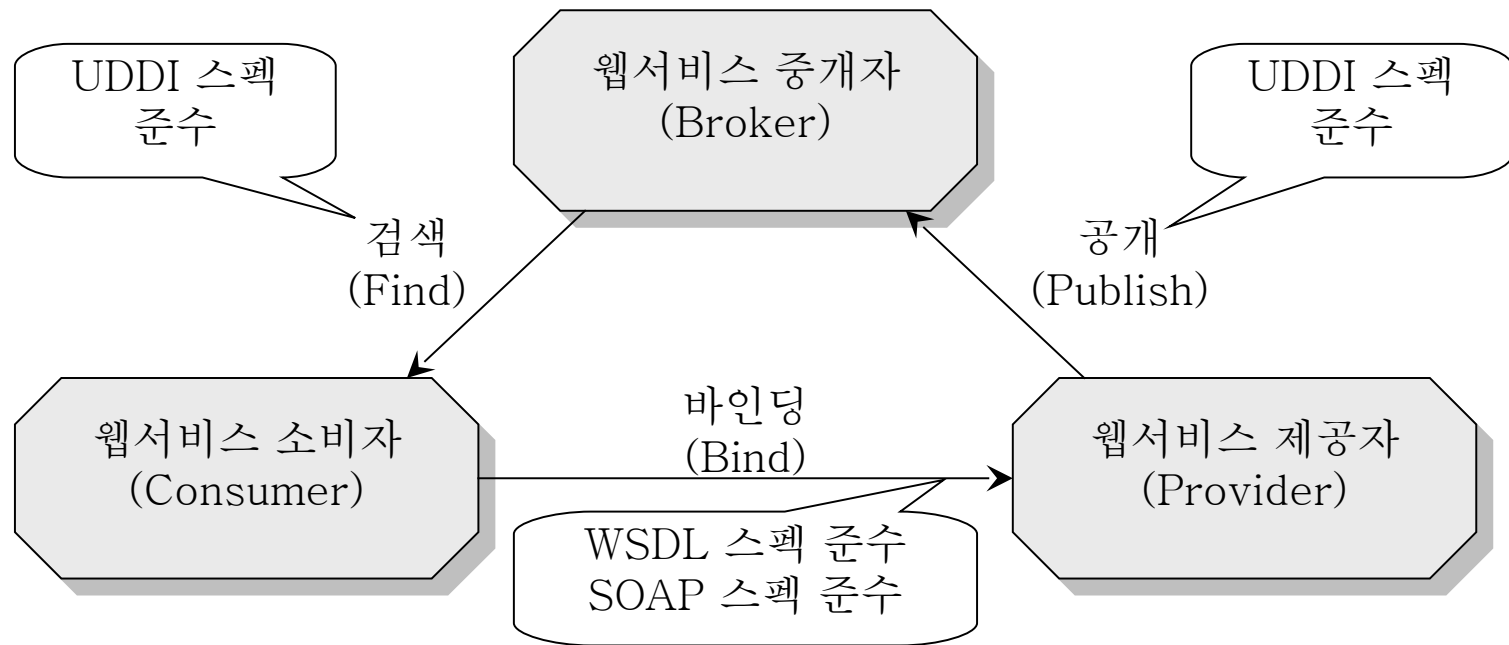 UDDI 스펙
준수
웹서비스 중개자
(Broker)
UDDI 스펙
준수
검색
(Find)
공개
(Publish)
웹서비스 소비자
(Consumer)
바인딩
(Bind)
웹서비스 제공자
(Provider)
WSDL 스펙 준수
SOAP 스펙 준수